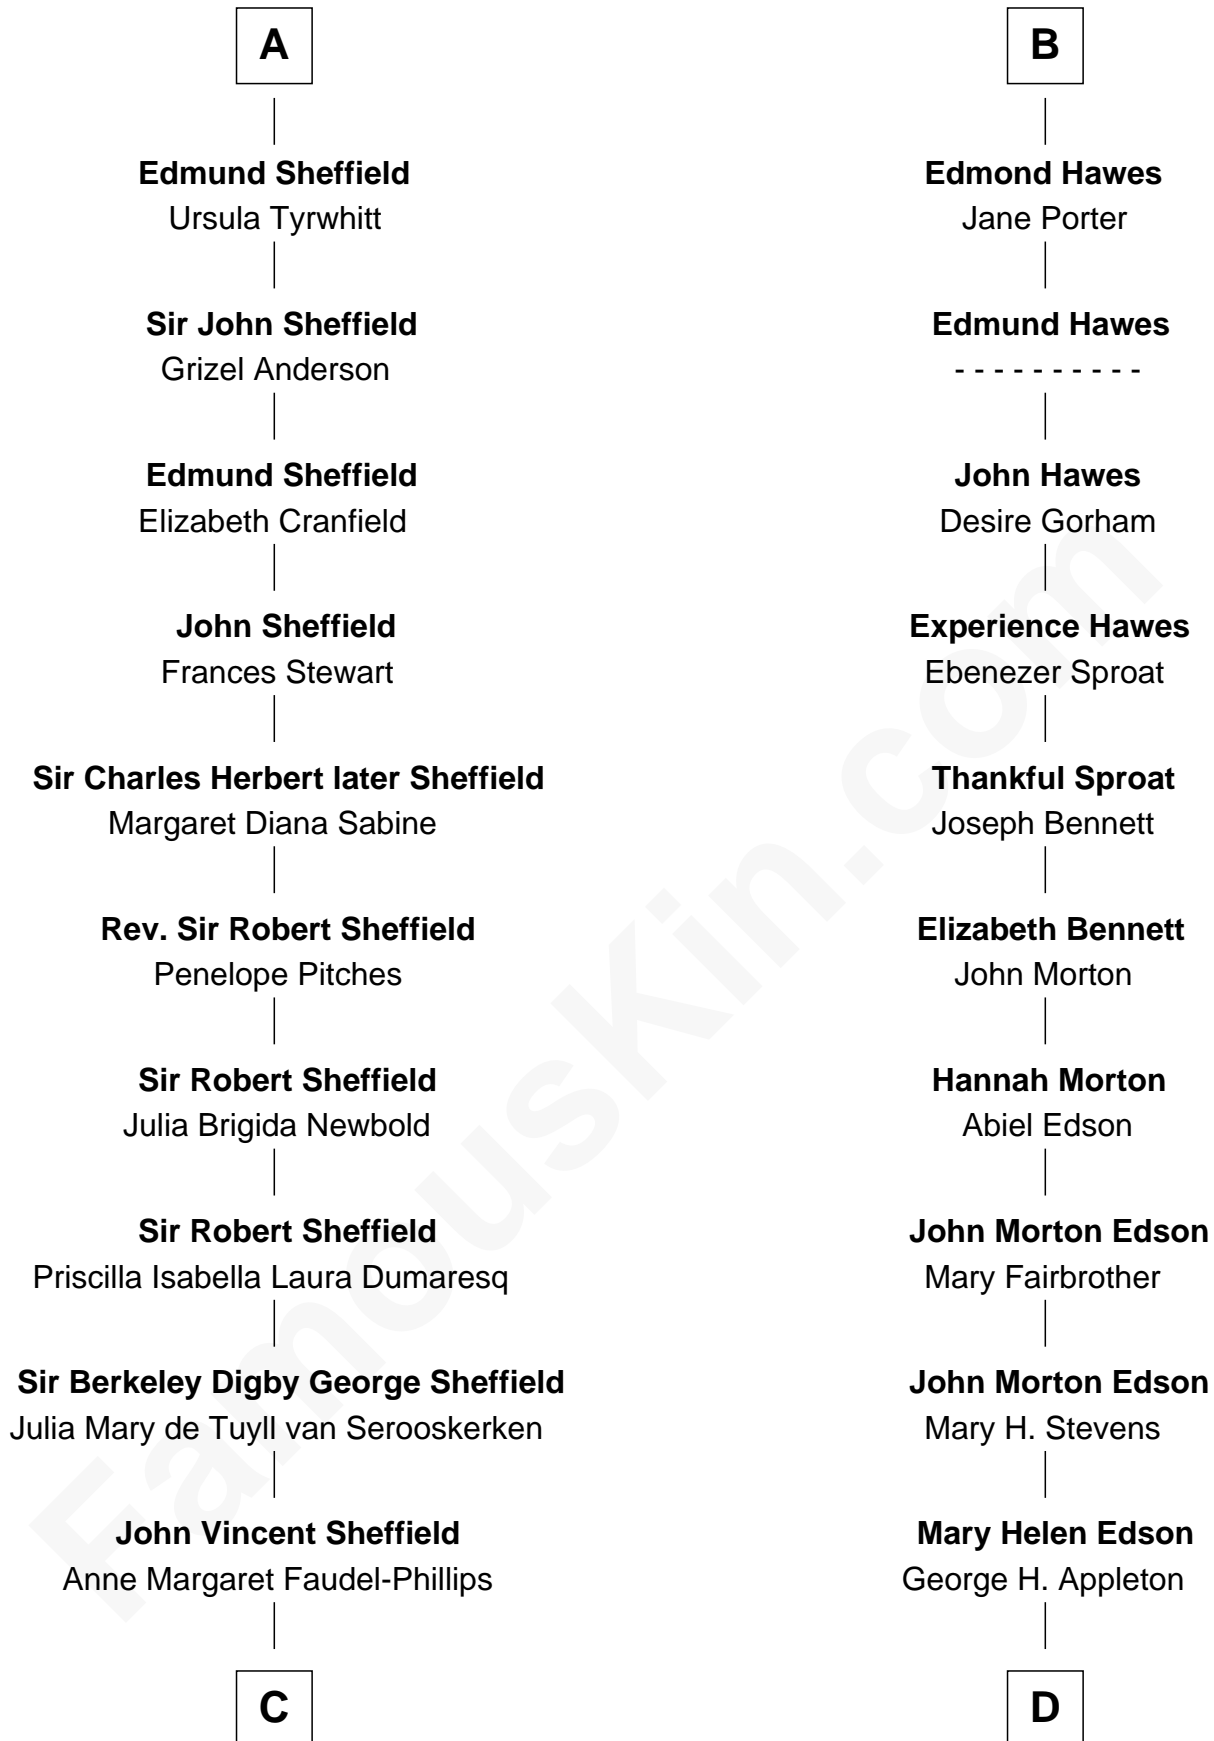 A
Edmund Sheffield
Ursula Tyrwhitt
Sir John Sheffield
Grizel Anderson
Edmund Sheffield
Elizabeth Cranfield
John Sheffield
Frances Stewart
Sir Charles Herbert later Sheffield
Margaret Diana Sabine
Rev. Sir Robert Sheffield
Penelope Pitches
Sir Robert Sheffield
Julia Brigida Newbold
Sir Robert Sheffield
Priscilla Isabella Laura Dumaresq
Sir Berkeley Digby George Sheffield
Julia Mary de Tuyll van Serooskerken
John Vincent Sheffield
Anne Margaret Faudel-Phillips
C
B
Edmond Hawes
Jane Porter
Edmund Hawes
- - - - - - - - - -
John Hawes
Desire Gorham
Experience Hawes
Ebenezer Sproat
Thankful Sproat
Joseph Bennett
Elizabeth Bennett
John Morton
Hannah Morton
Abiel Edson
John Morton Edson
Mary Fairbrother
John Morton Edson
Mary H. Stevens
Mary Helen Edson
George H. Appleton
D
FamousKin.com